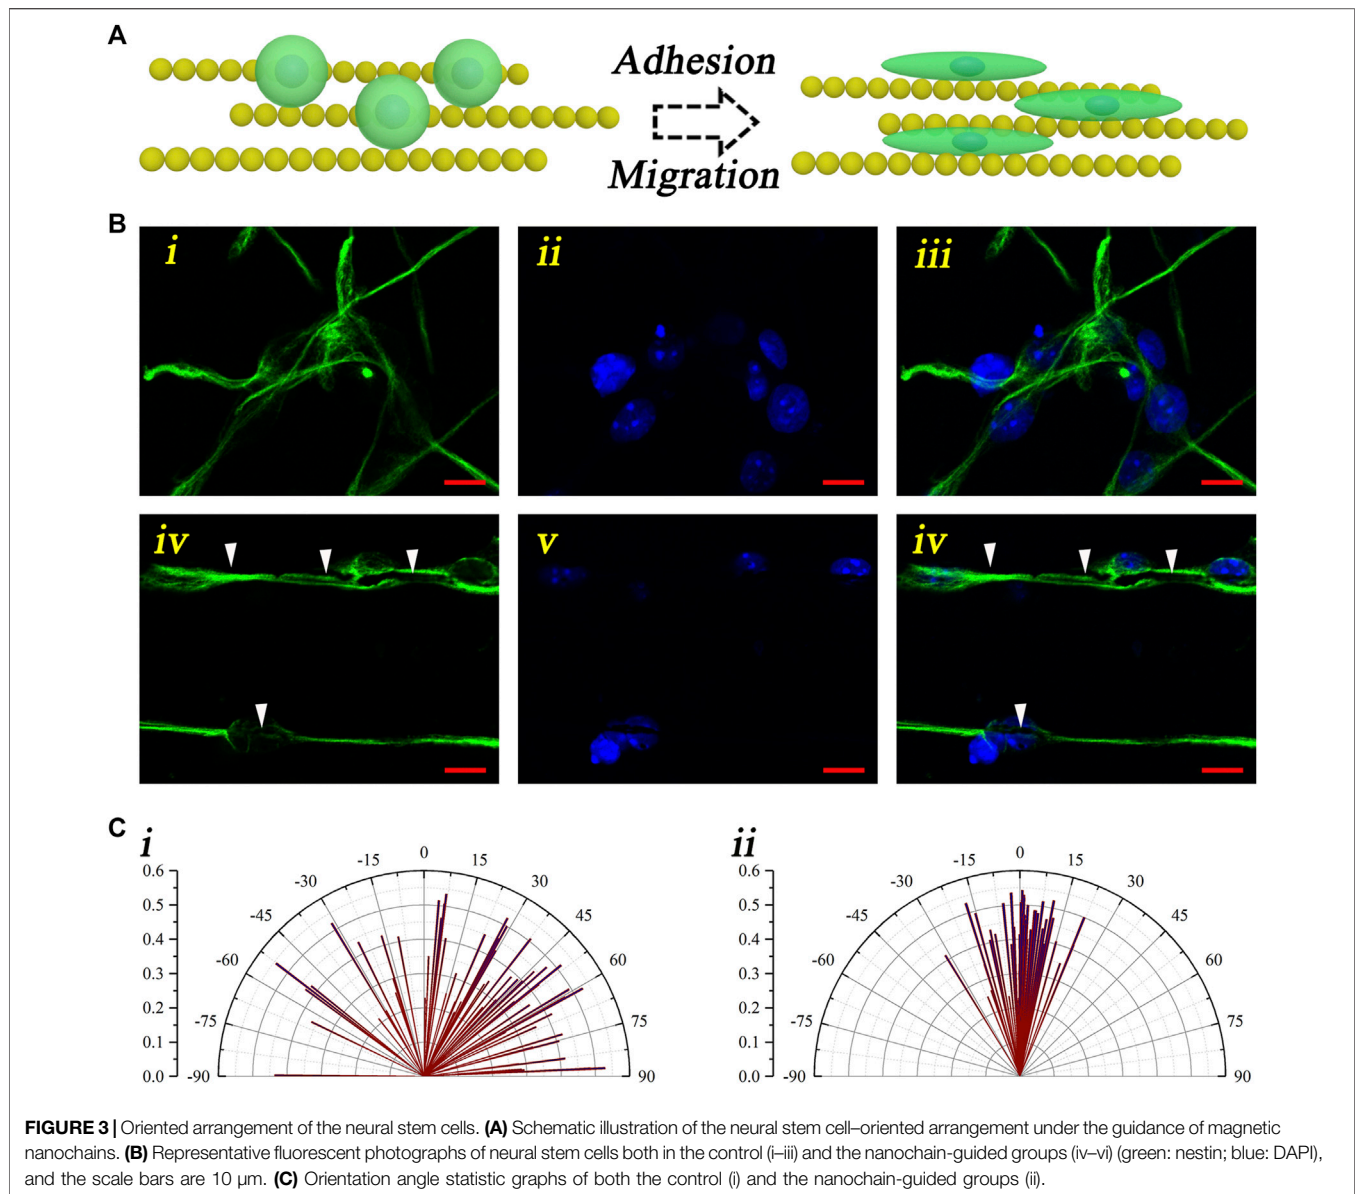 A
Adhesion
Migration
B
i
ii
iii
iv
v
iv
C
i
0.6
0.5
0.4
0.3
0.2
0.1
0.0
-90
-75
-60
-45
-30
-15
0
15
30
45
60
75
90
ii
0.6
0.5
0.4
0.3
0.2
0.1
0.0
-90
-75
-60
-45
-30
-15
0
15
30
45
60
75
90
FIGURE 3 | Oriented arrangement of the neural stem cells. (A) Schematic illustration of the neural stem cell–oriented arrangement under the guidance of magnetic
nanochains. (B) Representative fluorescent photographs of neural stem cells both in the control (i–iii) and the nanochain-guided groups (iv–vi) (green: nestin; blue: DAPI),
and the scale bars are 10 μm. (C) Orientation angle statistic graphs of both the control (i) and the nanochain-guided groups (ii).